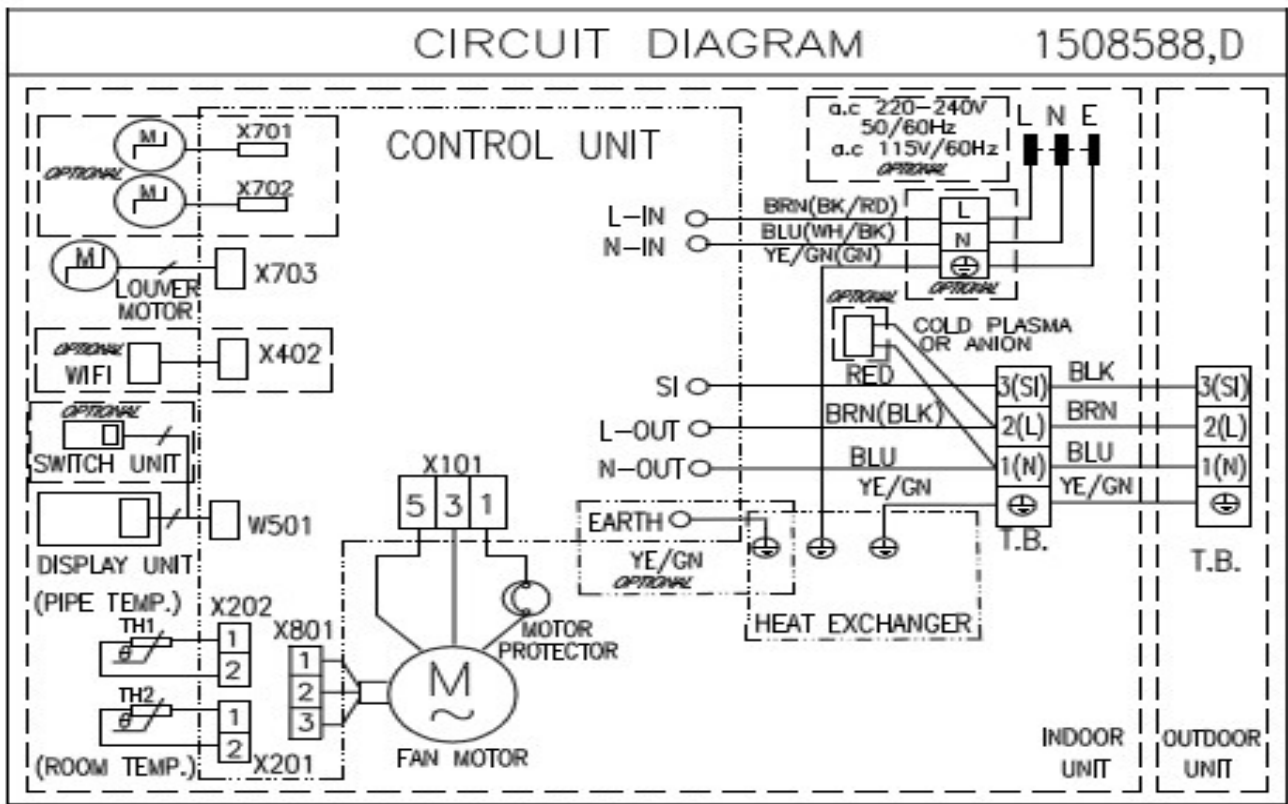 CIRCUIT DIAGRAM 1508588,D
CONTROL UNIT
M
X701
OPTIONAL
M
X702
M
X703
LOUVER
MOTOR
OPTIONAL
WIFI
X402
OPTIONAL
SWITCH UNIT
W501
DISPLAY UNIT
(PIPE TEMP.)
TH1
θ
X202
1
2
TH2
θ
1
2
X201
(ROOM TEMP.)
X801
1
2
3
X101
5 3 1
MOTOR
PROTECTOR
M
~
FAN MOTOR
a.c 220-240V
50/60Hz
a.c 115V/60Hz
OPTIONAL
L N E
L-IN
BRN(BK/RD)
L
N-IN
BLU(WH/BK)
N
YE/GN(GN)
OPTIONAL
OPTIONAL
COLD PLASMA
OR ANION
SI
RED
3(SI)
BLK
3(SI)
L-OUT
BRN(BLK)
2(L)
BRN
2(L)
N-OUT
BLU
1(N)
BLU
1(N)
YE/GN
YE/GN
T.B.
T.B.
EARTH
YE/GN
OPTIONAL
HEAT EXCHANGER
INDOOR
UNIT
OUTDOOR
UNIT